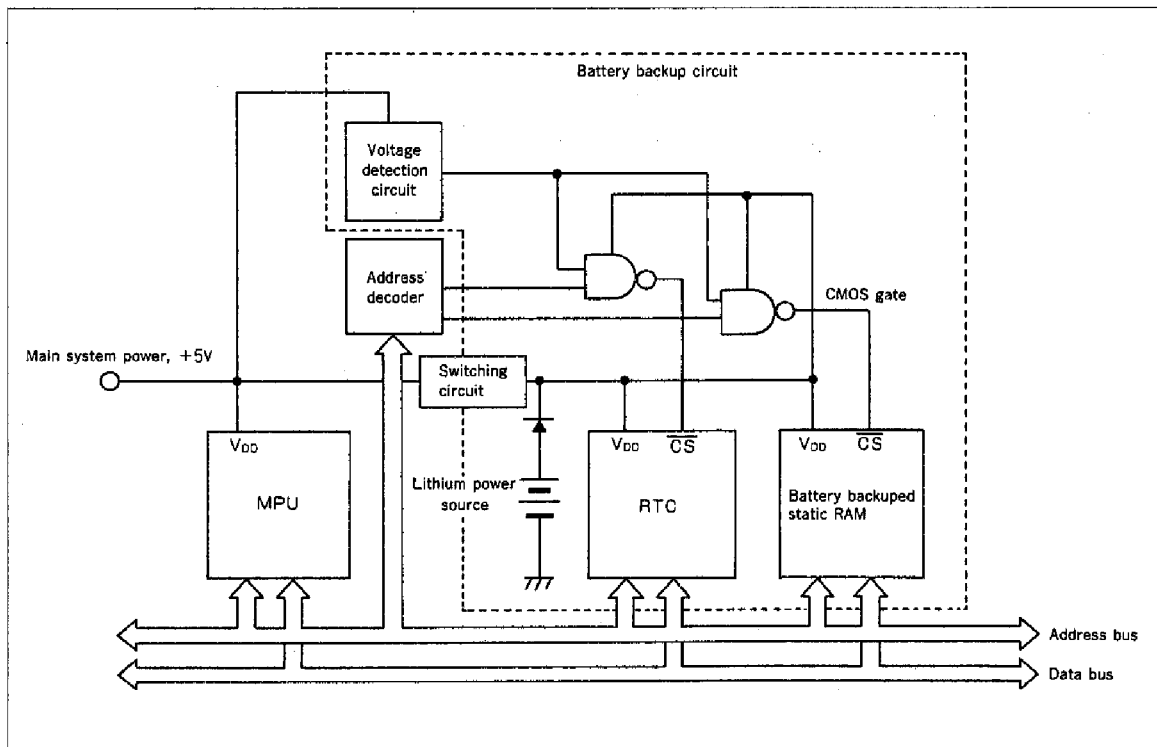 Battery backup circuit
Voltage
detection
circuit
Address
decoder
CMOS gate
Main system power, +5V
Switching
circuit
VDD
MPU
Lithium power
source
VDD
CS
RTC
VDD
CS
Battery backuped
static RAM
Address bus
Data bus